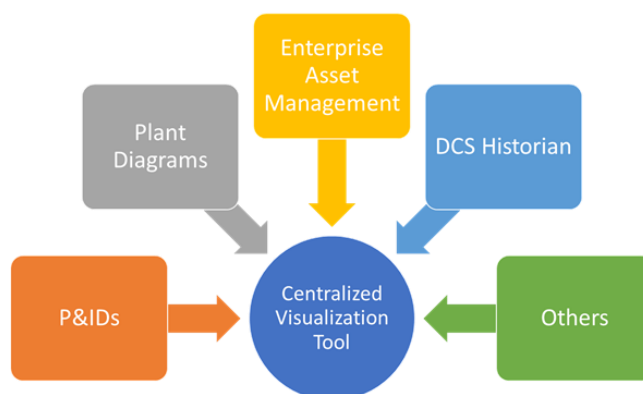 Enterprise
Asset
Management
Plant
Diagrams
DCS Historian
P&IDs
Centralized
Visualization
Tool
Others